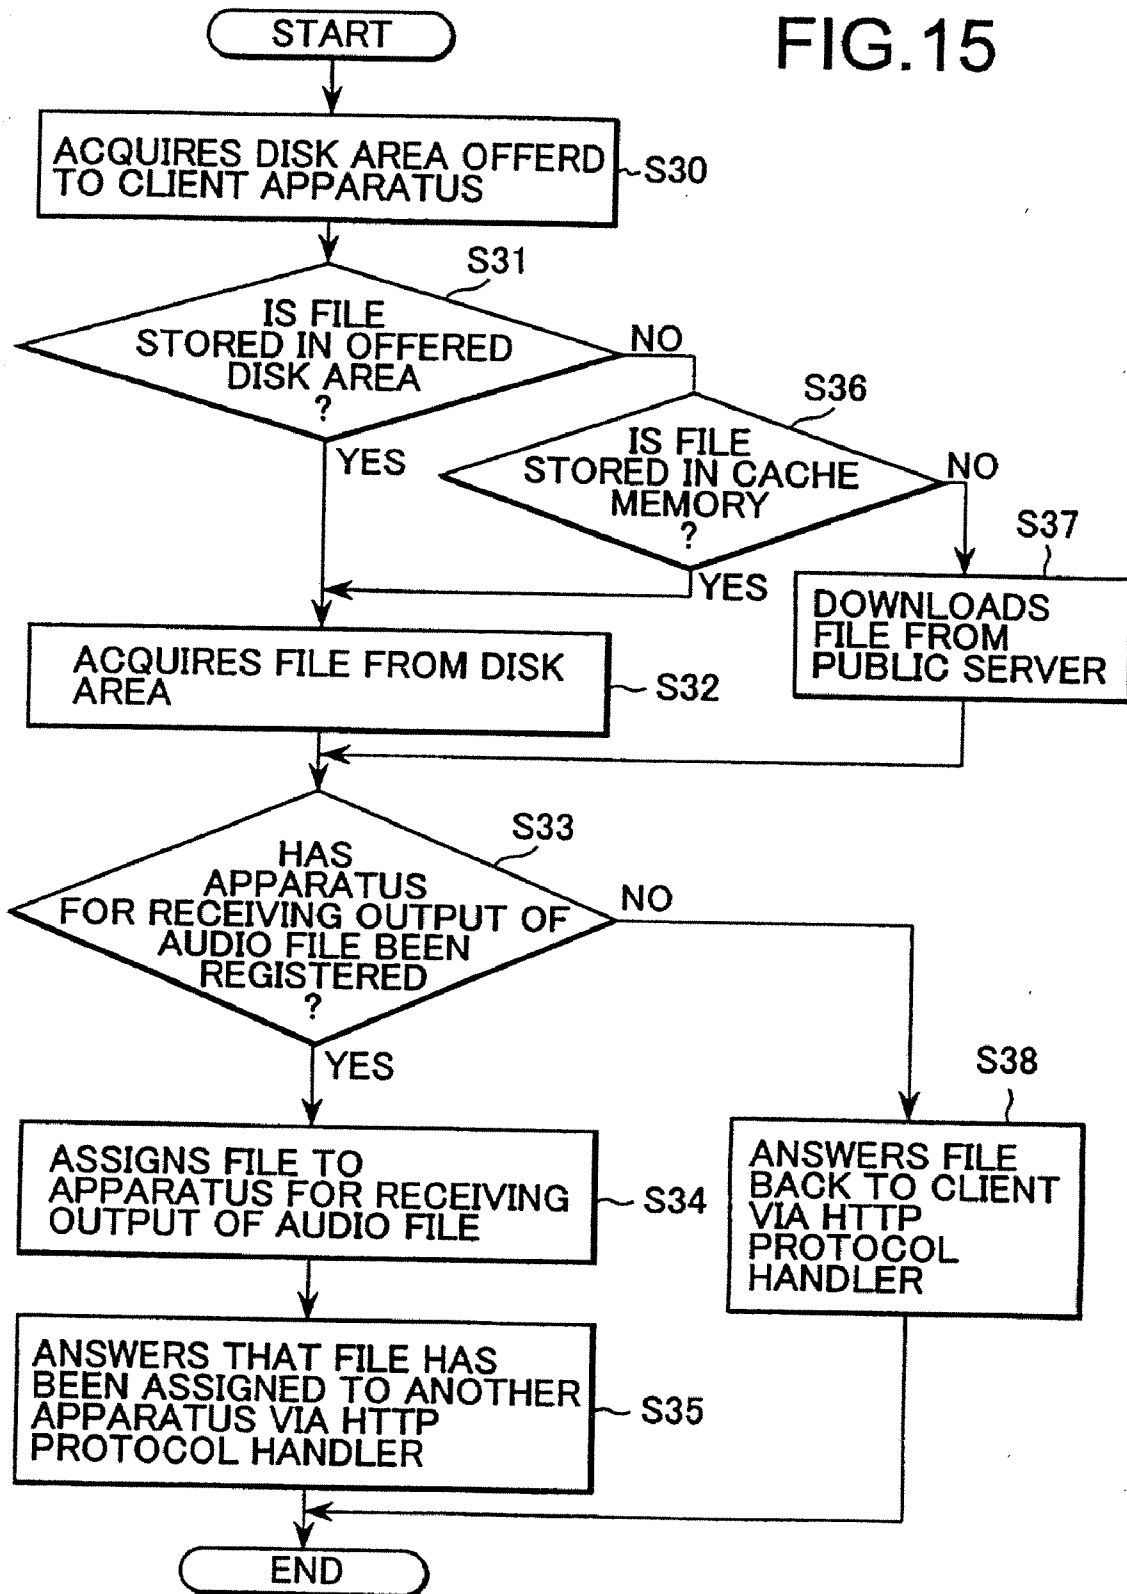 FIG.15
START
ACQUIRES DISK AREA OFFERD
TO CLIENT APPARATUS
S30
S31
IS FILE
STORED IN OFFERED
DISK AREA
?
NO
YES
S36
IS FILE
STORED IN CACHE
MEMORY
?
NO
YES
S37
DOWNLOADS
FILE FROM
PUBLIC SERVER
ACQUIRES FILE FROM DISK
AREA
S32
S33
HAS
APPARATUS
FOR RECEIVING OUTPUT OF
AUDIO FILE BEEN
REGISTERED
?
NO
YES
S38
ASSIGNS FILE TO
APPARATUS FOR RECEIVING
OUTPUT OF AUDIO FILE
S34
ANSWERS FILE
BACK TO CLIENT
VIA HTTP
PROTOCOL
HANDLER
ANSWERS THAT FILE HAS
BEEN ASSIGNED TO ANOTHER
APPARATUS VIA HTTP
PROTOCOL HANDLER
S35
END